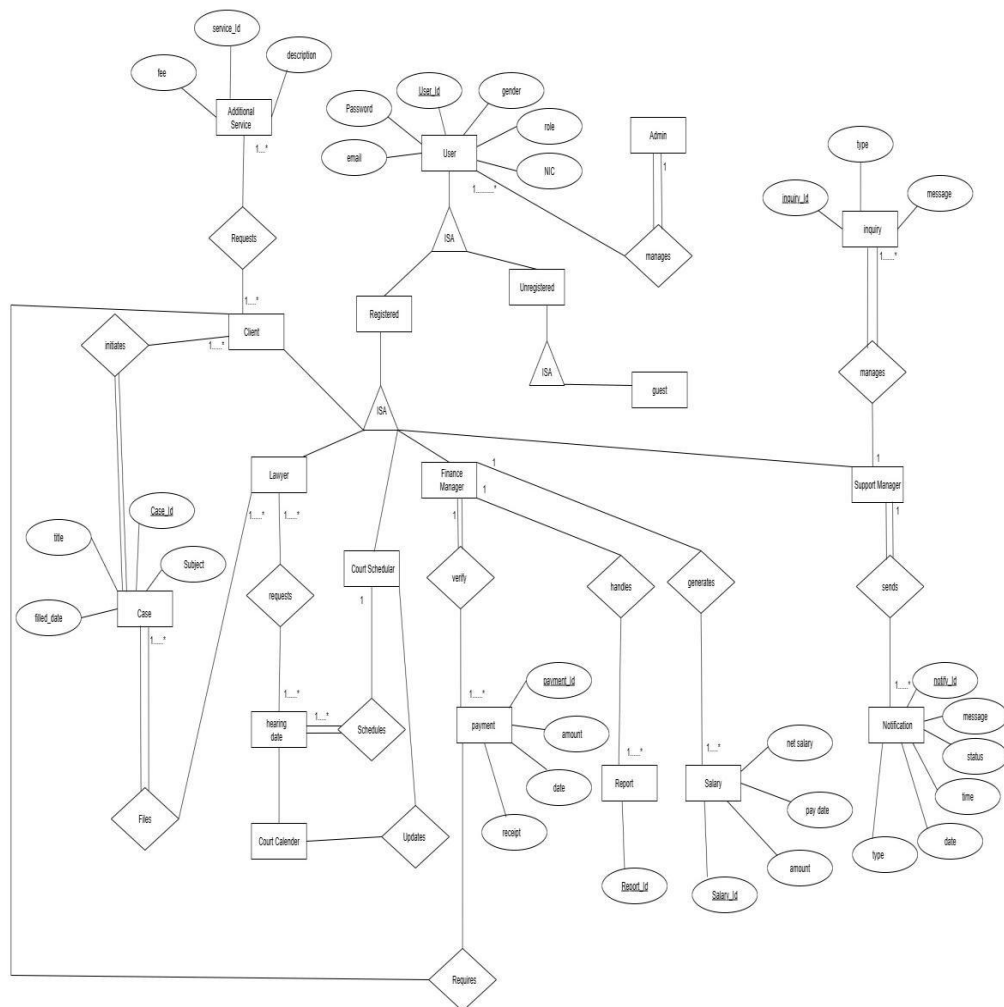 service_Id
fee
description
Additional
Service
1....*
Requests
1.....*
Client
1.....*
initiates
User_Id
gender
Password
role
email
User
NIC
1.........*
Admin
1
manages
ISA
Registered
Unregistered
ISA
guest
ISA
type
inquiry_Id
message
inquiry
1......*
manages
1
Support Manager
1
Lawyer
1.....*
1.....*
Finance
Manager
1
1
1
Case_Id
title
Subject
filled_date
Case
1.....*
requests
Court Schedular
1
verify
handles
generates
sends
1.....*
hearing
date
1....*
Schedules
1....*
payment
payment_Id
amount
date
receipt
1.....*
Report
Report_Id
1....*
Salary
net salary
pay date
amount
Salary_Id
1....*
Notification
notify_Id
message
status
time
date
type
Files
Court Calender
Updates
Requires